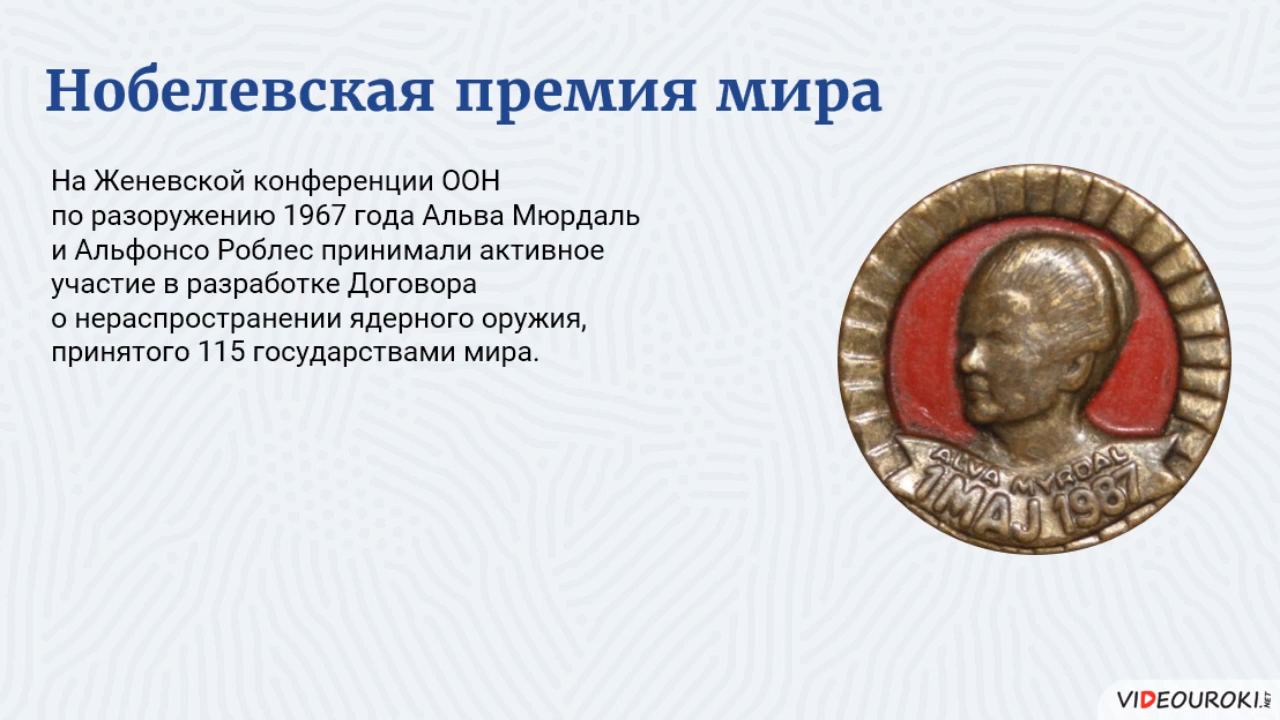 Нобелевская премия мира
На Женевской конференции ООН
по разоружению 1967 года Альва Мюрдаль
и Альфонсо Роблес принимали активное
участие в разработке Договора
о нераспространении ядерного оружия,
принятого 115 государствами мира.
ALVA MYRDAL
1 MAJ 1987
VIDEOUROKI.NET